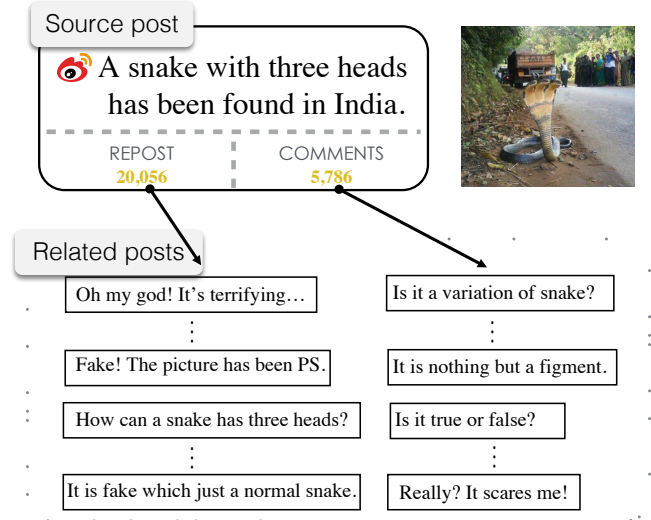 Source post
A snake with three heads
has been found in India.
REPOST
20,056
COMMENTS
5,786
Related posts
Oh my god! It's terrifying…
Is it a variation of snake?
Fake! The picture has been PS.
It is nothing but a figment.
How can a snake has three heads?
Is it true or false?
It is fake which just a normal snake.
Really? It scares me!